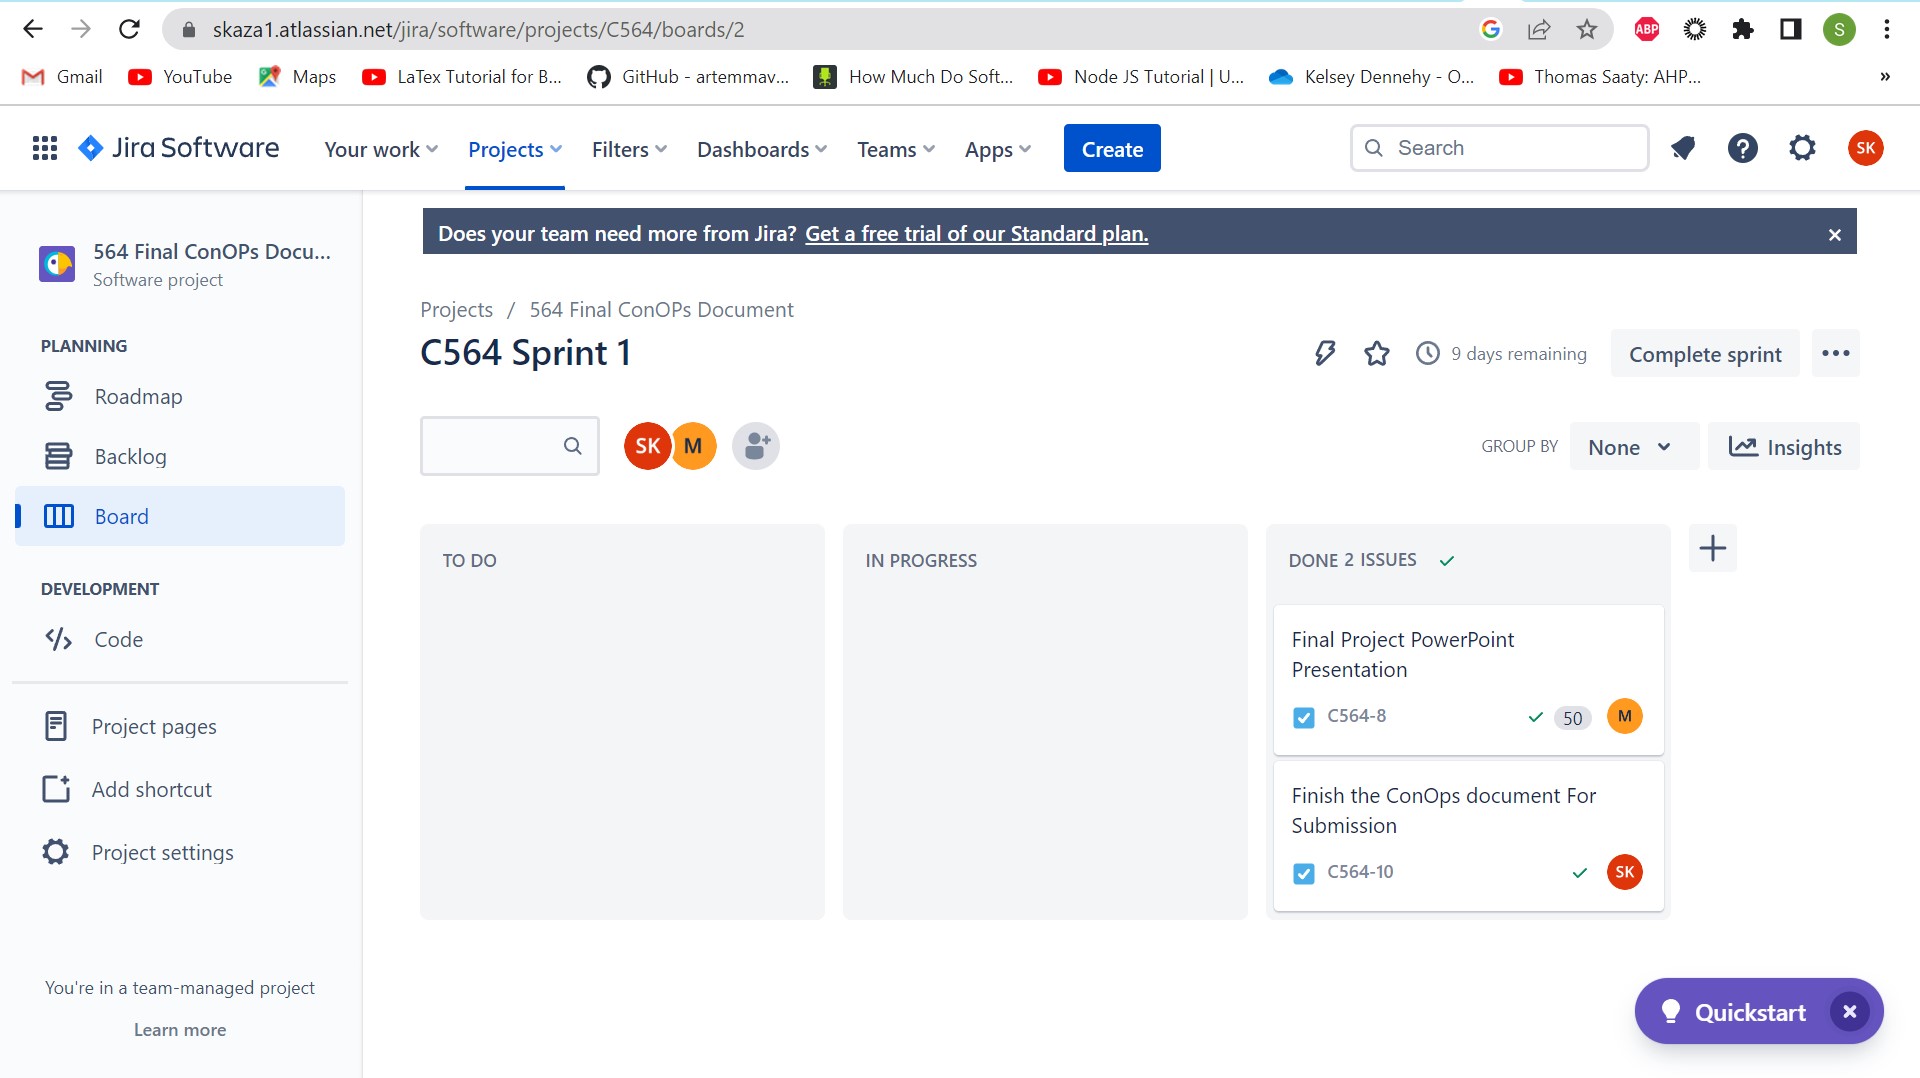 skaza1.atlassian.net/jira/software/projects/C564/boards/2
ABP
S
Gmail
YouTube
Maps
LaTex Tutorial for B...
GitHub - artemmav...
How Much Do Soft...
Node JS Tutorial | U...
Kelsey Dennehy - O...
Thomas Saaty: AHP...
»
Jira Software
Your work
Projects
Filters
Dashboards
Teams
Apps
Create
Search
SK
564 Final ConOPs Docu...
Software project
PLANNING
Roadmap
Backlog
Board
DEVELOPMENT
Code
Project pages
Add shortcut
Project settings
You're in a team-managed project
Learn more
Does your team need more from Jira? Get a free trial of our Standard plan.
Projects / 564 Final ConOPs Document
C564 Sprint 1
9 days remaining
Complete sprint
SK
M
GROUP BY
None
Insights
TO DO
IN PROGRESS
DONE 2 ISSUES
Final Project PowerPoint
Presentation
C564-8
50
M
Finish the ConOps document For
Submission
C564-10
SK
Quickstart